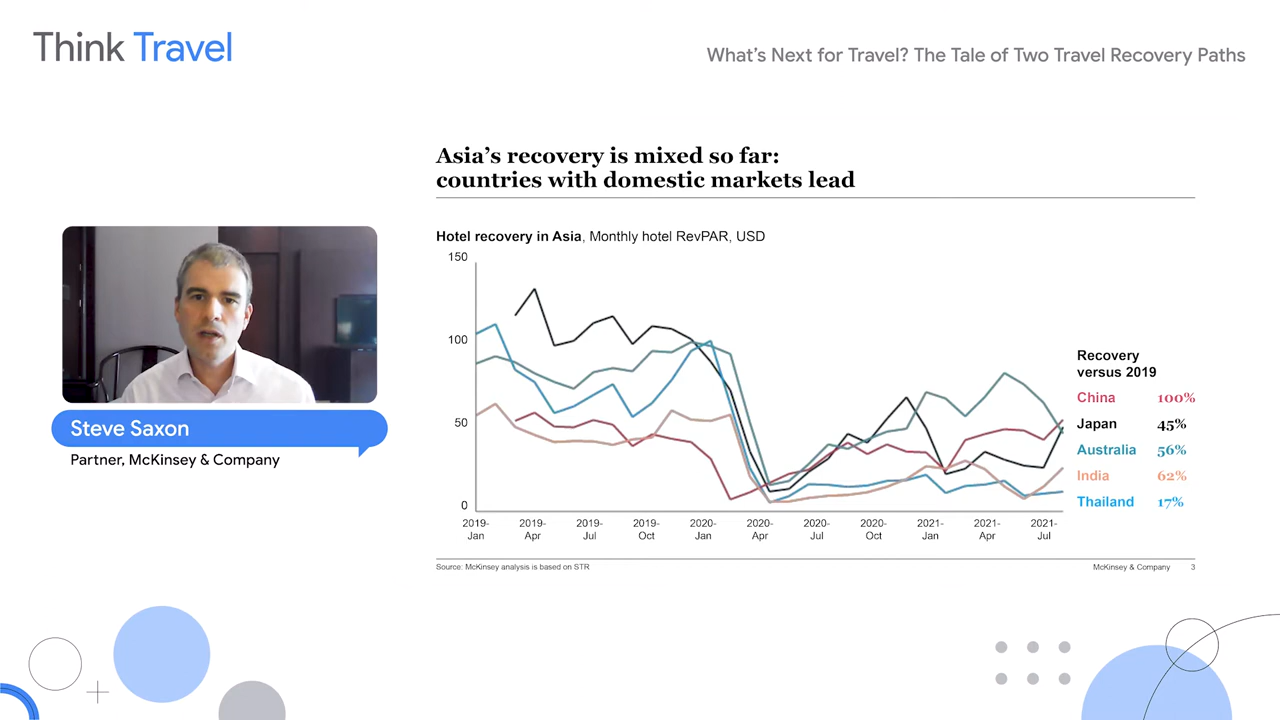 Think Travel
What's Next for Travel? The Tale of Two Travel Recovery Paths
Asia's recovery is mixed so far:
countries with domestic markets lead
Hotel recovery in Asia, Monthly hotel RevPAR, USD
150
100
50
0
2019-Jan
2019-Apr
2019-Jul
2019-Oct
2020-Jan
2020-Apr
2020-Jul
2020-Oct
2021-Jan
2021-Apr
2021-Jul
Recovery
versus 2019
China 100%
Japan 45%
Australia 56%
India 62%
Thailand 17%
Source: McKinsey analysis is based on STR
McKinsey & Company 3
Steve Saxon
Partner, McKinsey & Company